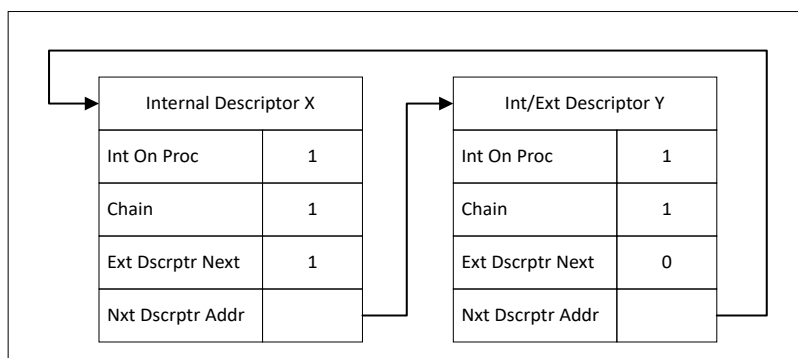 Internal Descriptor X
Int On Proc 1
Chain 1
Ext Dscrptr Next 1
Nxt Dscrptr Addr
Int/Ext Descriptor Y
Int On Proc 1
Chain 1
Ext Dscrptr Next 0
Nxt Dscrptr Addr